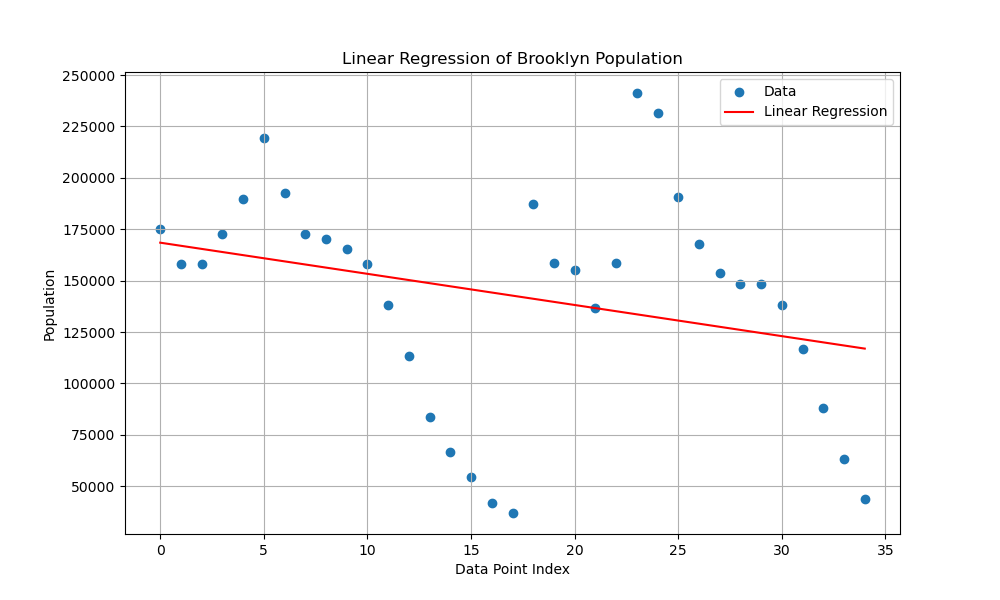 Linear Regression of Brooklyn Population
Data
Linear Regression
250000
225000
200000
175000
150000
125000
100000
75000
50000
Population
0 5 10 15 20 25 30 35
Data Point Index